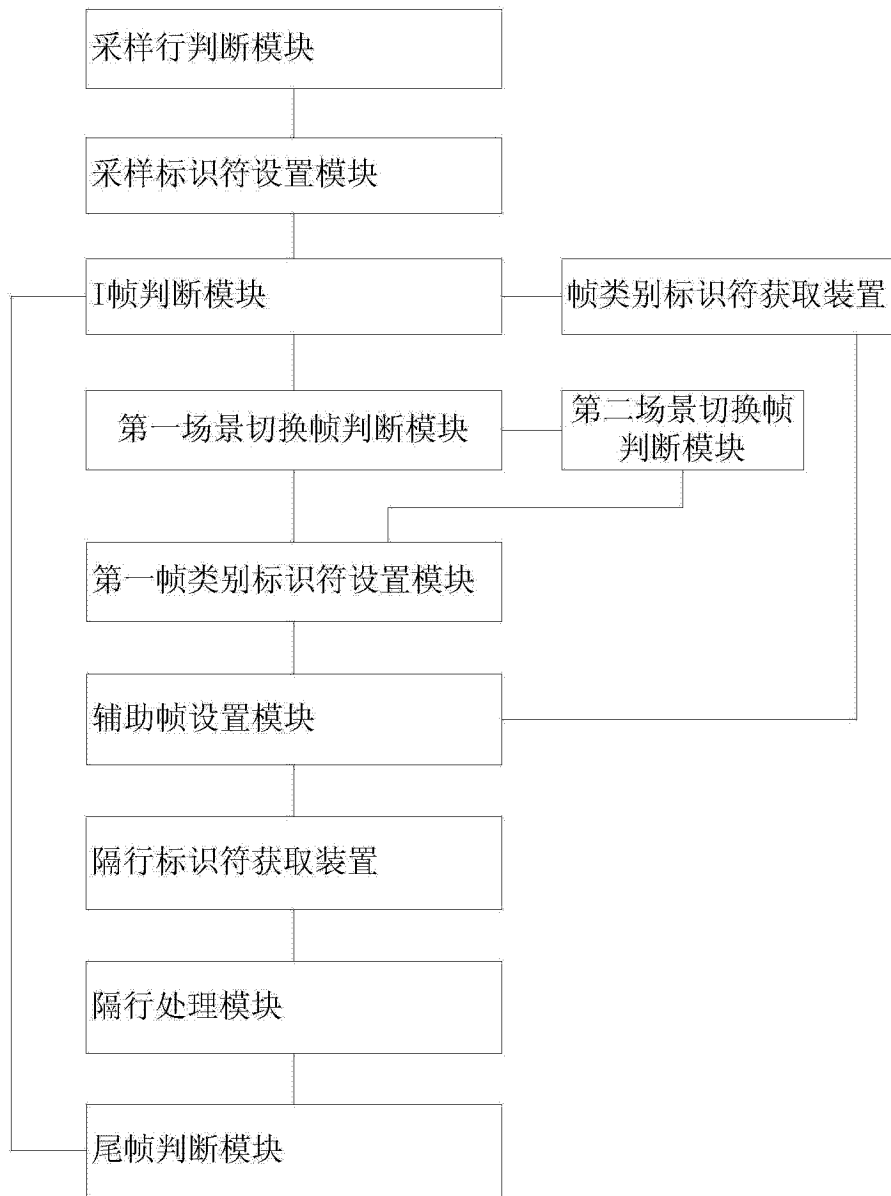 采样行判断模块
采样标识符设置模块
I帧判断模块
帧类别标识符获取装置
第一场景切换帧判断模块
第二场景切换帧
判断模块
第一帧类别标识符设置模块
辅助帧设置模块
隔行标识符获取装置
隔行处理模块
尾帧判断模块